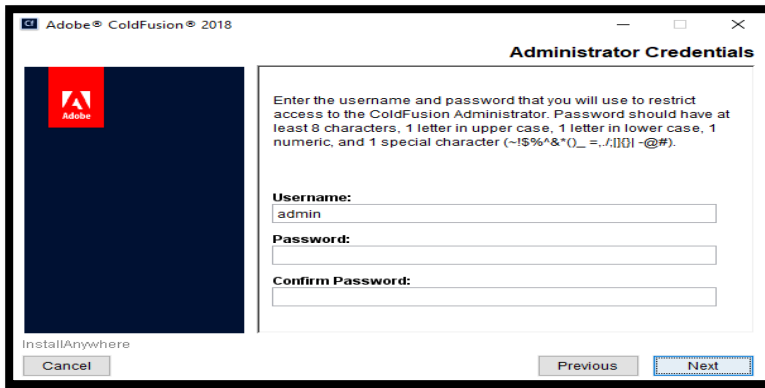 Cf Adobe® ColdFusion® 2018
Administrator Credentials
Adobe
Enter the username and password that you will use to restrict
access to the ColdFusion Administrator. Password should have at
least 8 characters, 1 letter in upper case, 1 letter in lower case, 1
numeric, and 1 special character (~!$%^&*()_ =,./;[]{}| -@#).
Username:
admin
Password:
Confirm Password:
InstallAnywhere
Cancel
Previous
Next